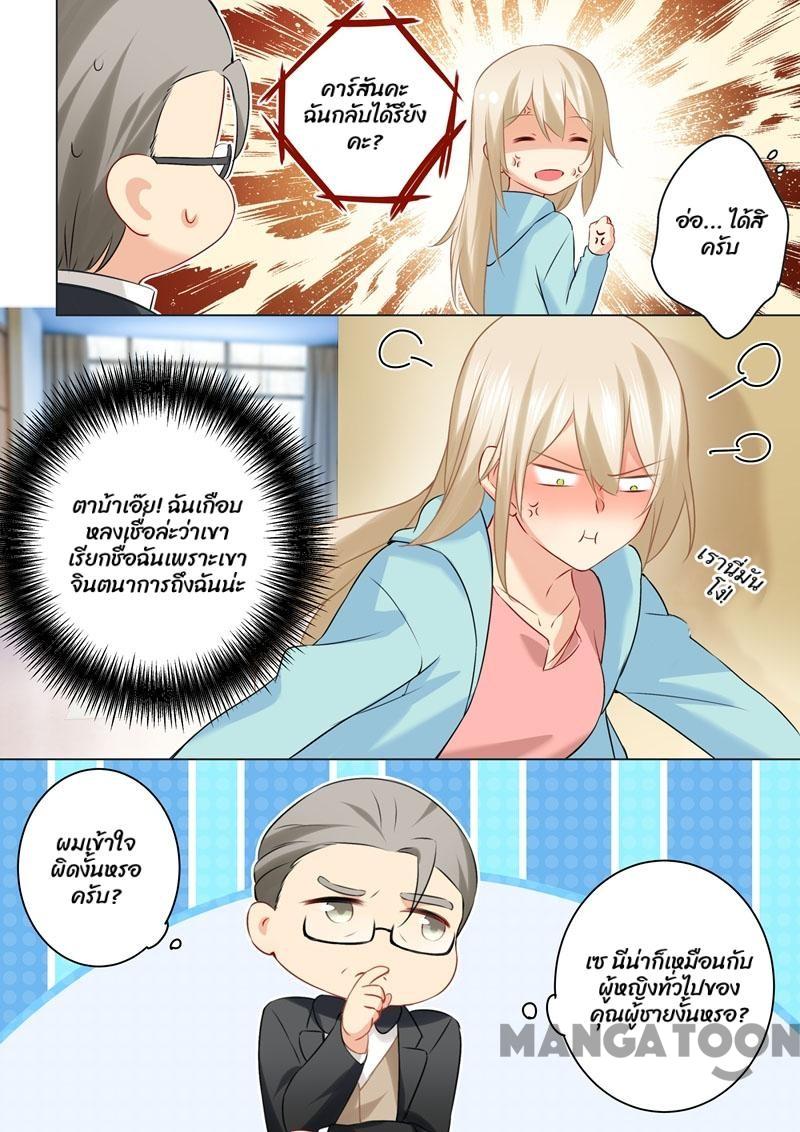 คาร์สันคะ
ฉันกลับได้รึยัง
คะ?
อ่อ... ได้สิ
ครับ
ตาบ้าเอ๊ย! ฉันเกือบ
หลงเชื่อล่ะว่าเขา
เรียกชื่อฉันเพราะเขา
จินตนาการถึงฉันน่ะ
เรานี่มัน
โง่!
ผมเข้าใจ
ผิดงั้นหรอ
ครับ?
เซ นีน่าก็เหมือนกับ
ผู้หญิงทั่วไปของ
คุณผู้ชายงั้นหรอ?
MANGATOON